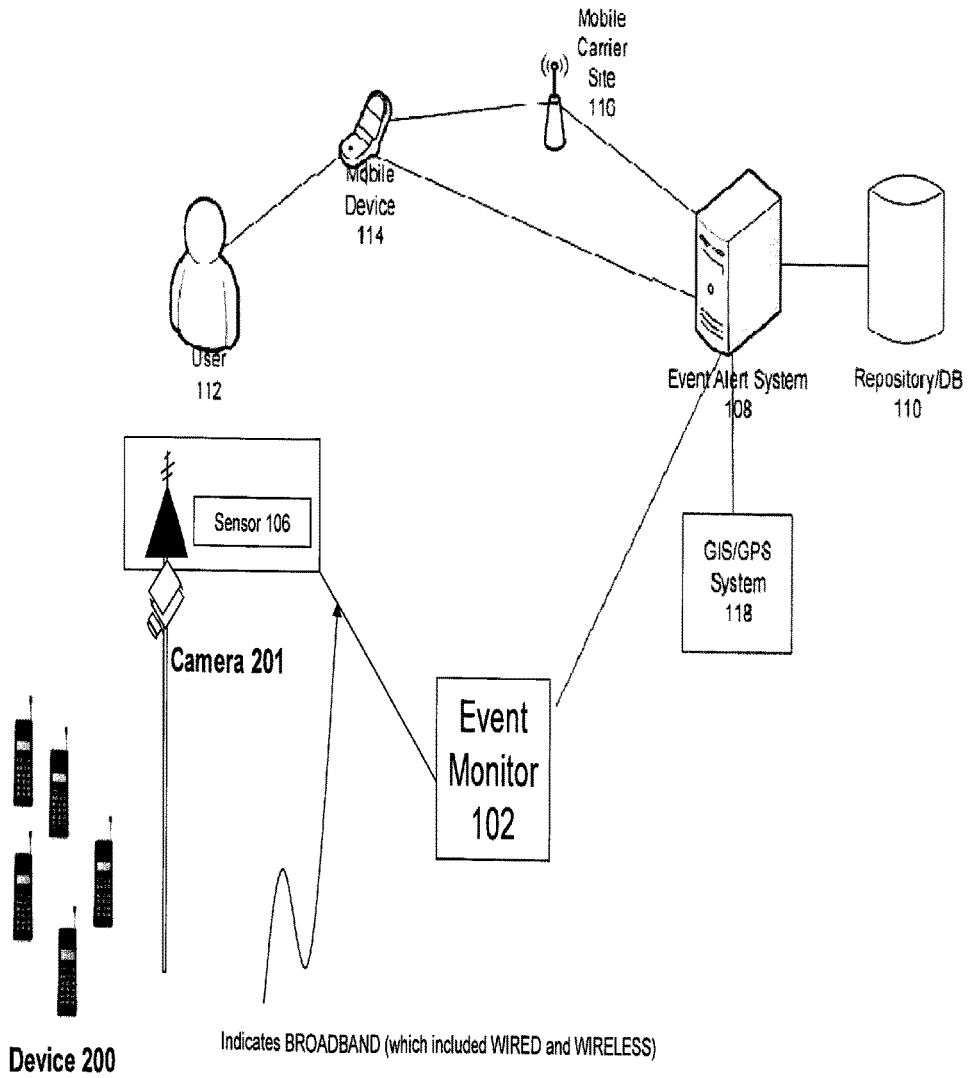 Mobile
Carrier
Site
116
Mobile
Device
114
User
112
Event Alert System
108
Repository/DB
110
Sensor 106
GIS/GPS
System
118
Camera 201
Event
Monitor
102
Device 200
Indicates BROADBAND (which included WIRED and WIRELESS)